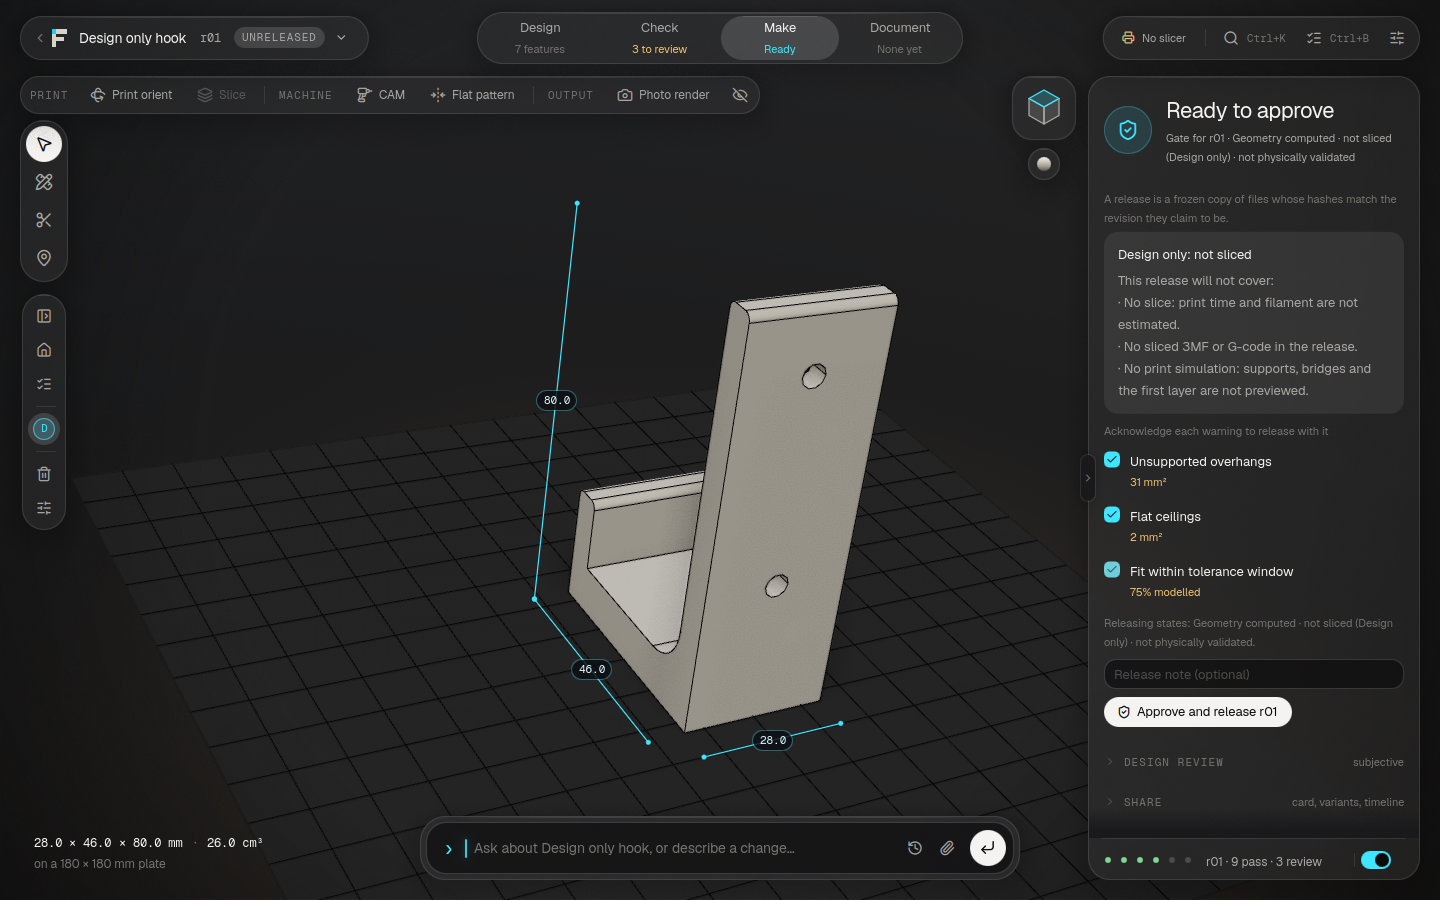 Design only hook r01 UNRELEASED
Design
7 features
Check
3 to review
Make
Ready
Document
None yet
No slicer
Ctrl+K
Ctrl+B
PRINT
Print orient
Slice
MACHINE
CAM
Flat pattern
OUTPUT
Photo render
D
80.0
46.0
28.0
Ready to approve
Gate for r01 · Geometry computed · not sliced
(Design only) · not physically validated
A release is a frozen copy of files whose hashes match the
revision they claim to be.
Design only: not sliced
This release will not cover:
· No slice: print time and filament are not
estimated.
· No sliced 3MF or G-code in the release.
· No print simulation: supports, bridges and
the first layer are not previewed.
Acknowledge each warning to release with it
Unsupported overhangs
31 mm²
Flat ceilings
2 mm²
Fit within tolerance window
75% modelled
Releasing states: Geometry computed · not sliced (Design
only) · not physically validated.
Release note (optional)
Approve and release r01
DESIGN REVIEW
subjective
SHARE
card, variants, timeline
r01 · 9 pass · 3 review
28.0 × 46.0 × 80.0 mm · 26.0 cm³
on a 180 × 180 mm plate
Ask about Design only hook, or describe a change…